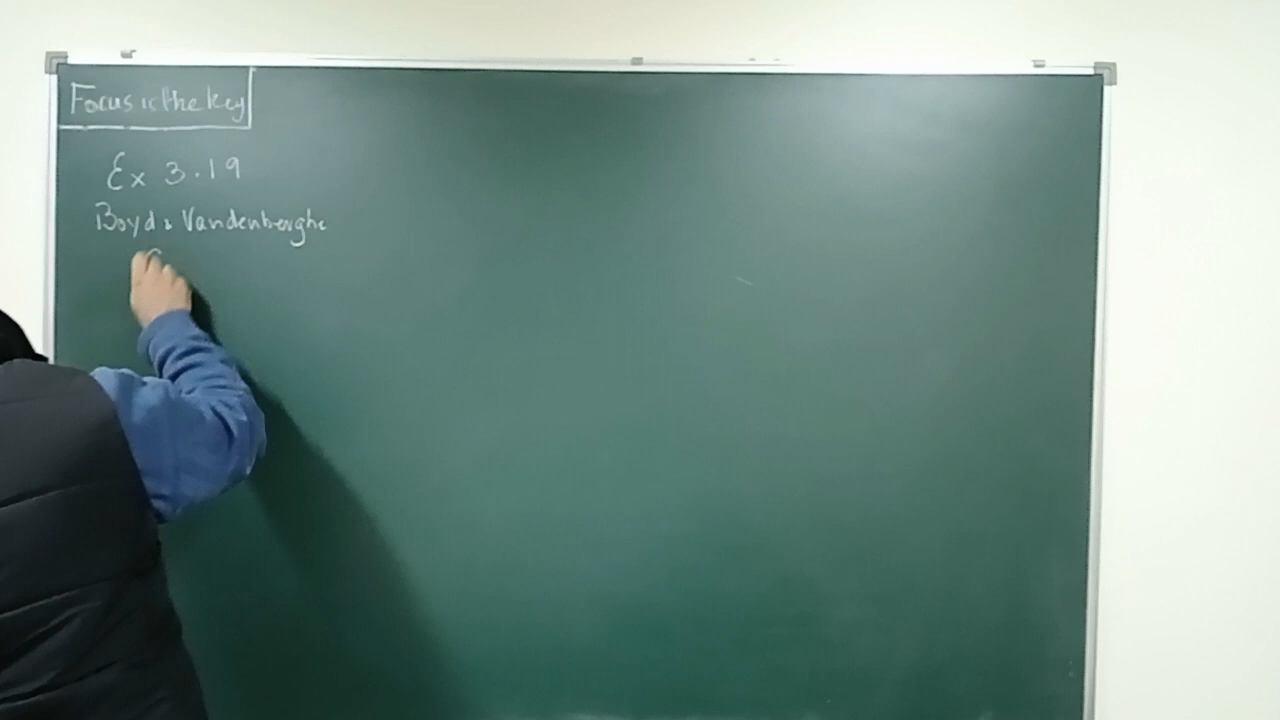 Focus is the key
Ex 3.19
Boyd & Vandenberghe